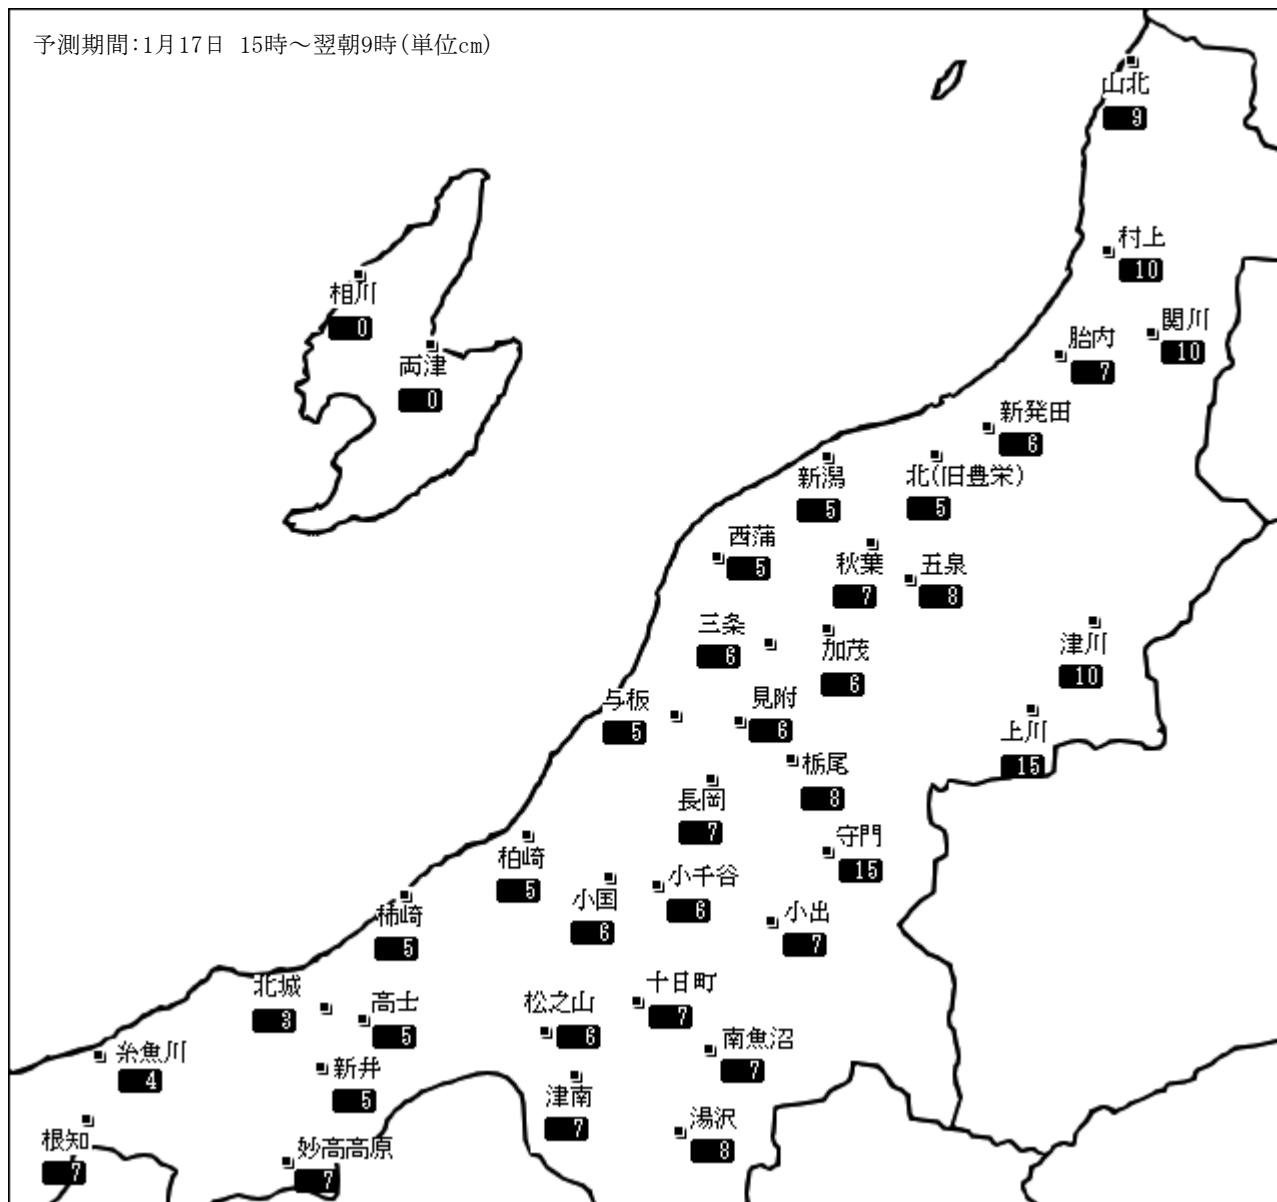 予測期間:1月17日 15時～翌朝9時(単位cm)
山北
9
村上
10
相川
0
関川
10
胎内
7
両津
0
新発田
6
新潟
5
北(旧豊栄)
5
西蒲
5
秋葉
7
五泉
8
三条
6
加茂
6
津川
10
与板
5
見附
6
上川
15
栃尾
8
長岡
7
守門
15
柏崎
5
小国
6
小千谷
6
小出
7
柿崎
5
北城
3
高士
5
松之山
6
十日町
7
南魚沼
7
糸魚川
4
新井
5
津南
7
湯沢
8
根知
7
妙高高原
7